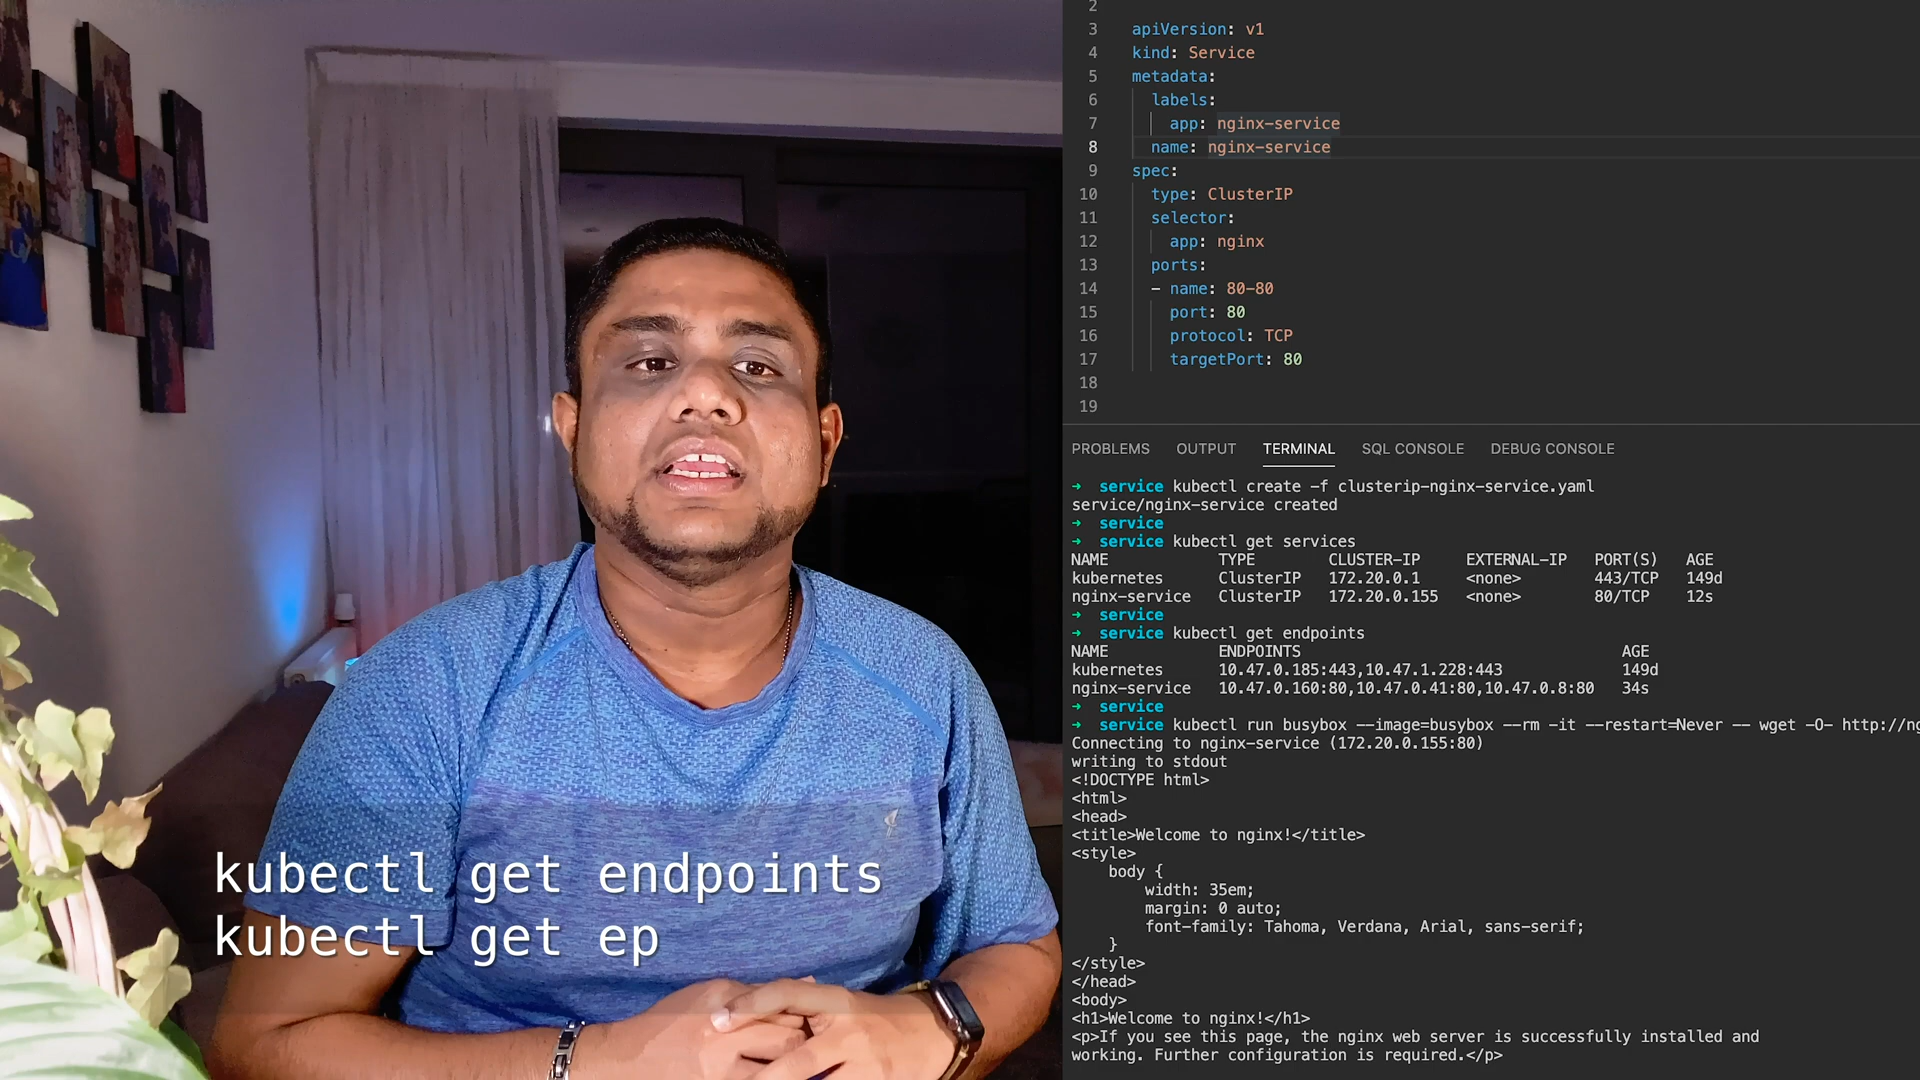 2
3 apiVersion: v1
4 kind: Service
5 metadata:
6 labels:
7 app: nginx-service
8 name: nginx-service
9 spec:
10 type: ClusterIP
11 selector:
12 app: nginx
13 ports:
14 - name: 80-80
15 port: 80
16 protocol: TCP
17 targetPort: 80
18
19
PROBLEMS OUTPUT TERMINAL SQL CONSOLE DEBUG CONSOLE
➜ service kubectl create -f clusterip-nginx-service.yaml
service/nginx-service created
➜ service
➜ service kubectl get services
NAME TYPE CLUSTER-IP EXTERNAL-IP PORT(S) AGE
kubernetes ClusterIP 172.20.0.1 <none> 443/TCP 149d
nginx-service ClusterIP 172.20.0.155 <none> 80/TCP 12s
➜ service
➜ service kubectl get endpoints
NAME ENDPOINTS AGE
kubernetes 10.47.0.185:443,10.47.1.228:443 149d
nginx-service 10.47.0.160:80,10.47.0.41:80,10.47.0.8:80 34s
➜ service
➜ service kubectl run busybox --image=busybox --rm -it --restart=Never -- wget -O- http://ng
Connecting to nginx-service (172.20.0.155:80)
writing to stdout
<!DOCTYPE html>
<html>
<head>
<title>Welcome to nginx!</title>
<style>
body {
width: 35em;
margin: 0 auto;
font-family: Tahoma, Verdana, Arial, sans-serif;
}
</style>
</head>
<body>
<h1>Welcome to nginx!</h1>
<p>If you see this page, the nginx web server is successfully installed and
working. Further configuration is required.</p>
kubectl get endpoints
kubectl get ep